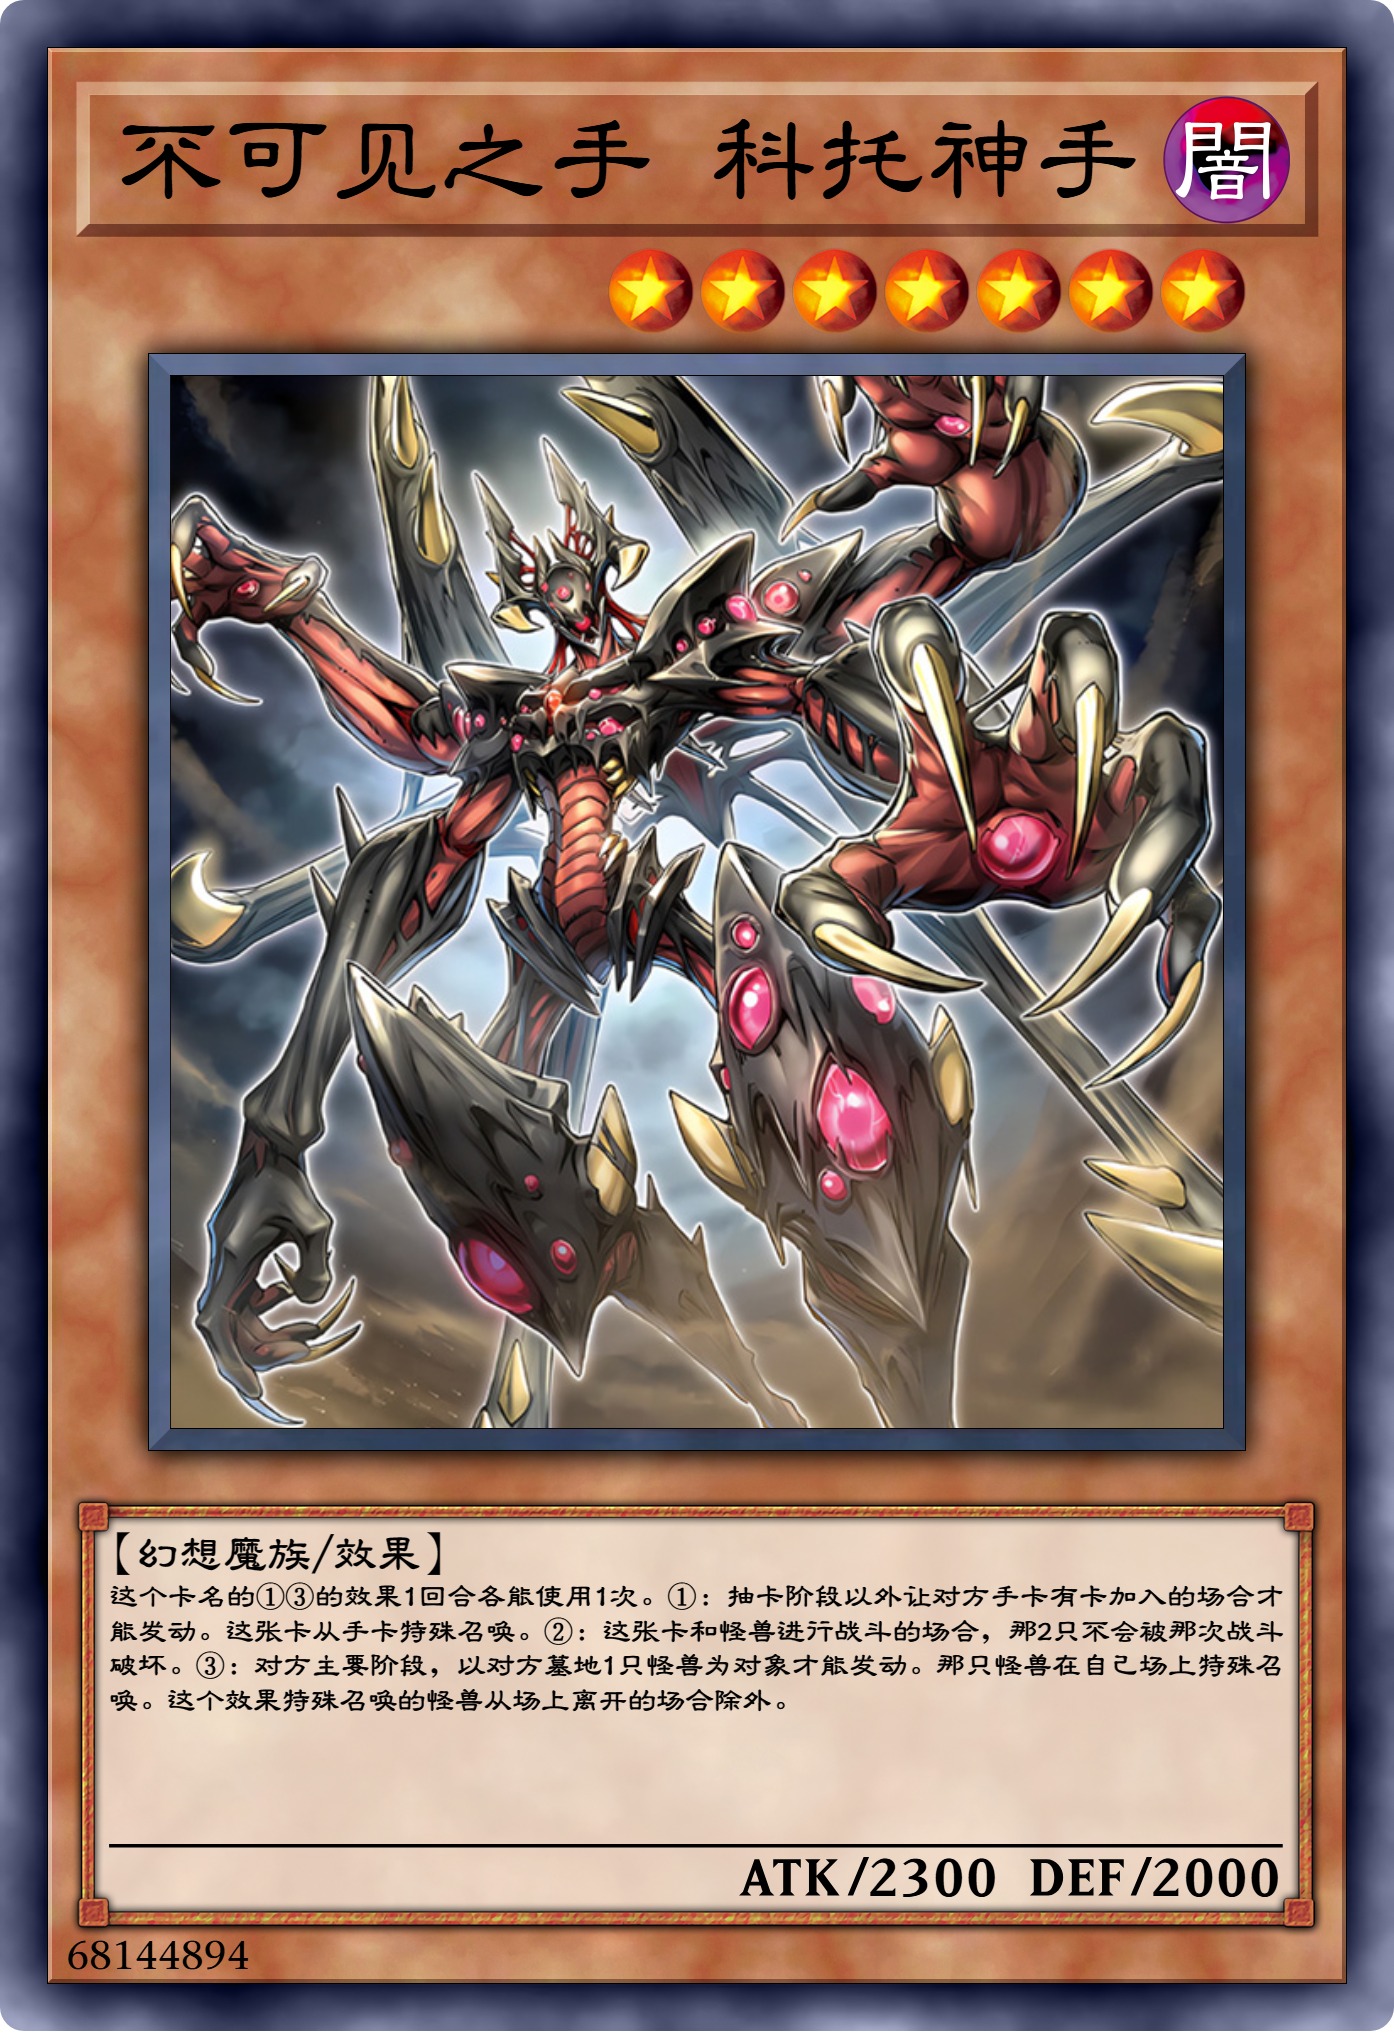 不可见之手 科托神手
闇
【幻想魔族/效果】
这个卡名的①③的效果1回合各能使用1次。①：抽卡阶段以外让对方手卡有卡加入的场合才
能发动。这张卡从手卡特殊召唤。②：这张卡和怪兽进行战斗的场合，那2只不会被那次战斗
破坏。③：对方主要阶段，以对方墓地1只怪兽为对象才能发动。那只怪兽在自己场上特殊召
唤。这个效果特殊召唤的怪兽从场上离开的场合除外。
ATK/2300 DEF/2000
68144894